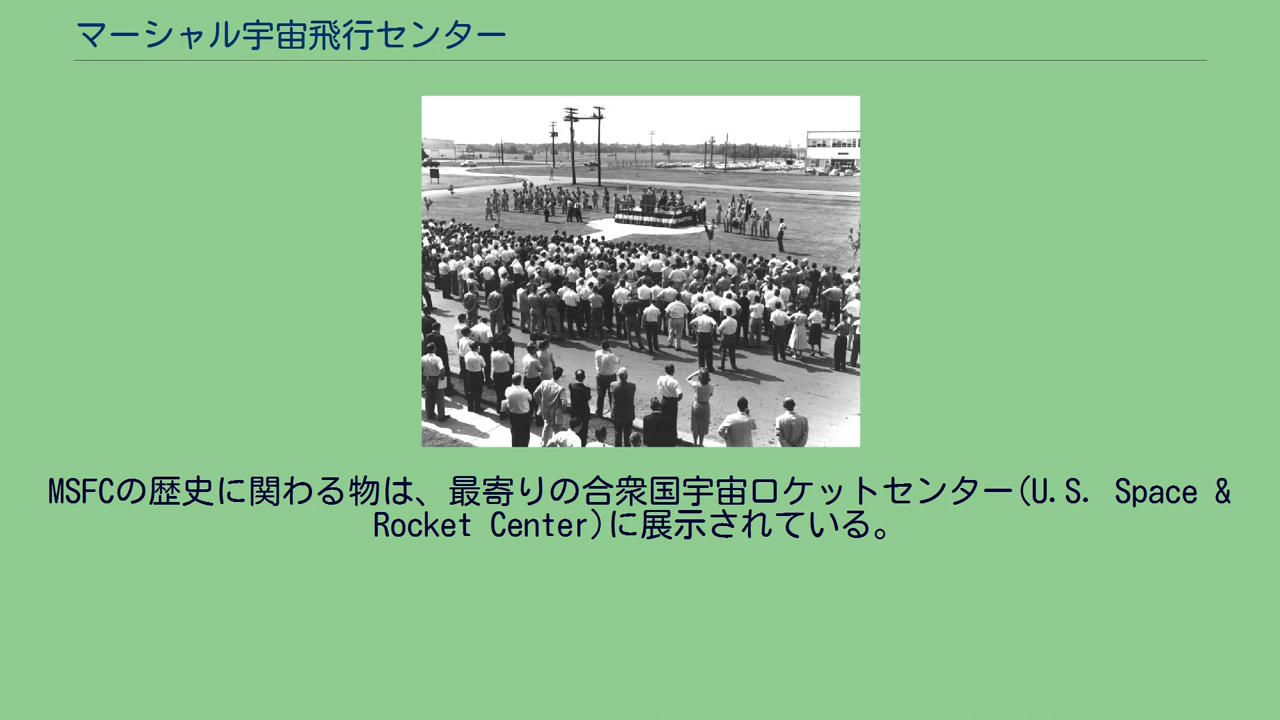 マーシャル宇宙飛行センター
MSFCの歴史に関わる物は、最寄りの合衆国宇宙ロケットセンター(U.S. Space &
Rocket Center)に展示されている。